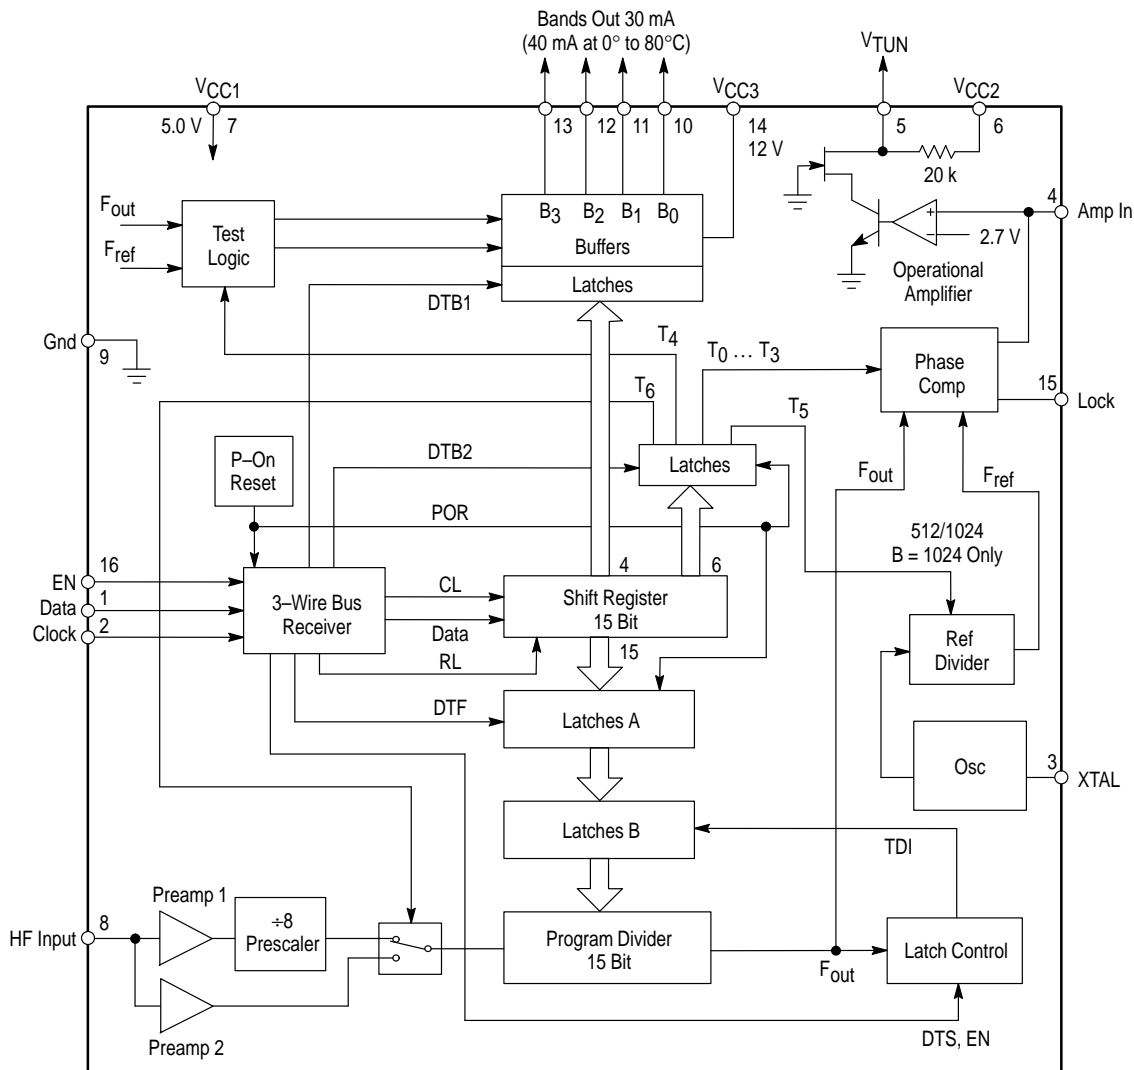 Bands Out 30 mA
(40 mA at 0° to 80°C)
VTUN
VCC1
VCC3
VCC2
5.0 V
7
13
12
11
10
14
12 V
5
6
20 k
4
Amp In
Fout
Fref
Test
Logic
B3 B2 B1 B0
Buffers
Latches
+
−
2.7 V
Operational
Amplifier
DTB1
Gnd
9
T4
T0 … T3
Phase
Comp
15
Lock
T6
T5
P–On
Reset
DTB2
Latches
Fout
Fref
POR
512/1024
B = 1024 Only
16
EN
1
Data
2
Clock
3–Wire Bus
Receiver
CL
Data
RL
4
6
Shift Register
15 Bit
15
Ref
Divider
DTF
Latches A
Osc
3
XTAL
Latches B
TDI
Preamp 1
8
HF Input
÷8
Prescaler
Program Divider
15 Bit
Fout
Latch Control
Preamp 2
DTS, EN